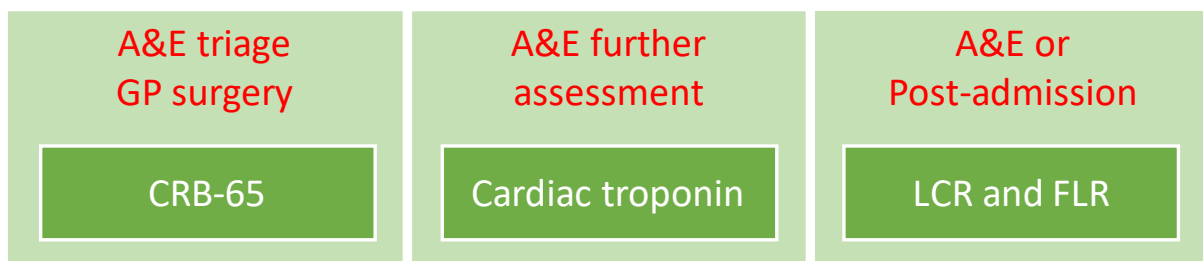 A&E triage
GP surgery
CRB-65
A&E further
assessment
Cardiac troponin
A&E or
Post-admission
LCR and FLR